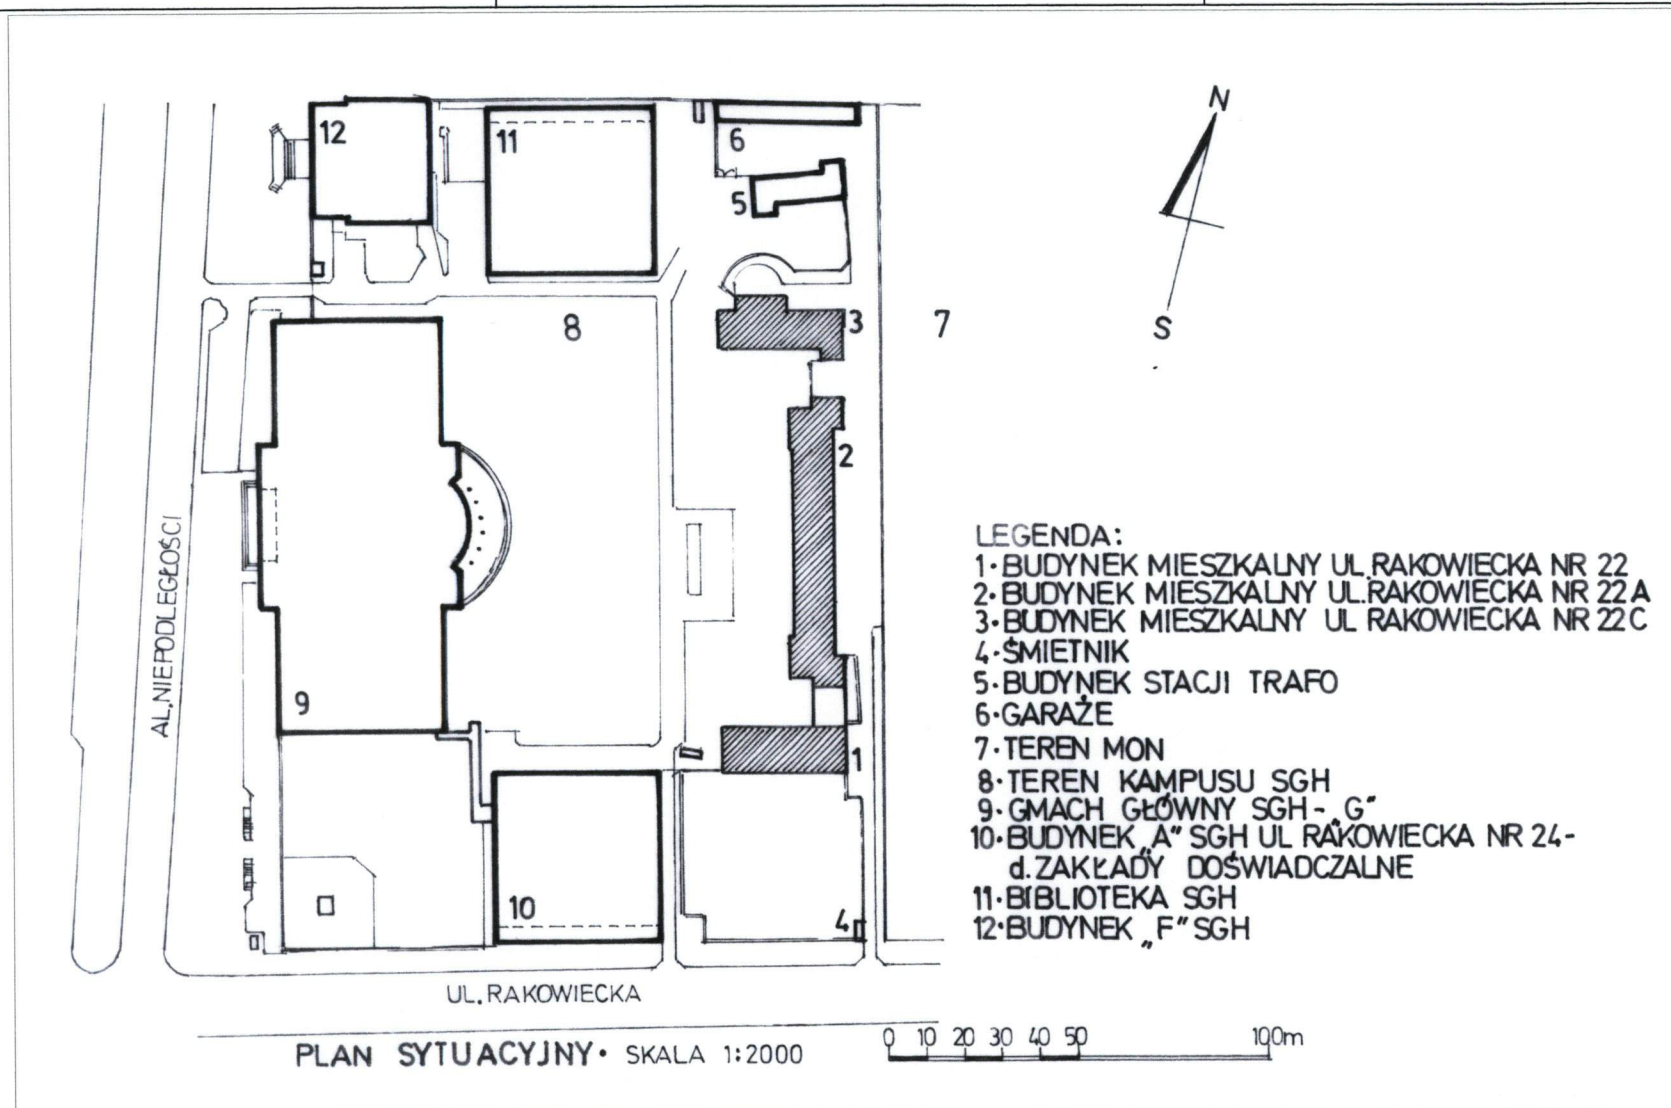 12
11
6
5
N
S
8
3
7
2
AL. NIEPODLEGŁOŚCI
9
1
10
4
UL. RAKOWIECKA
LEGENDA:
1·BUDYNEK MIESZKALNY UL. RAKOWIECKA NR 22
2·BUDYNEK MIESZKALNY UL. RAKOWIECKA NR 22A
3·BUDYNEK MIESZKALNY UL RAKOWIECKA NR 22C
4·ŚMIETNIK
5·BUDYNEK STACJI TRAFO
6·GARAŻE
7·TEREN MON
8·TEREN KAMPUSU SGH
9·GMACH GŁÓWNY SGH-„G"
10·BUDYNEK „A" SGH UL RAKOWIECKA NR 24-
d. ZAKŁADY DOŚWIADCZALNE
11·BIBLIOTEKA SGH
12·BUDYNEK „F" SGH
PLAN SYTUACYJNY· SKALA 1:2000
0 10 20 30 40 50 100m